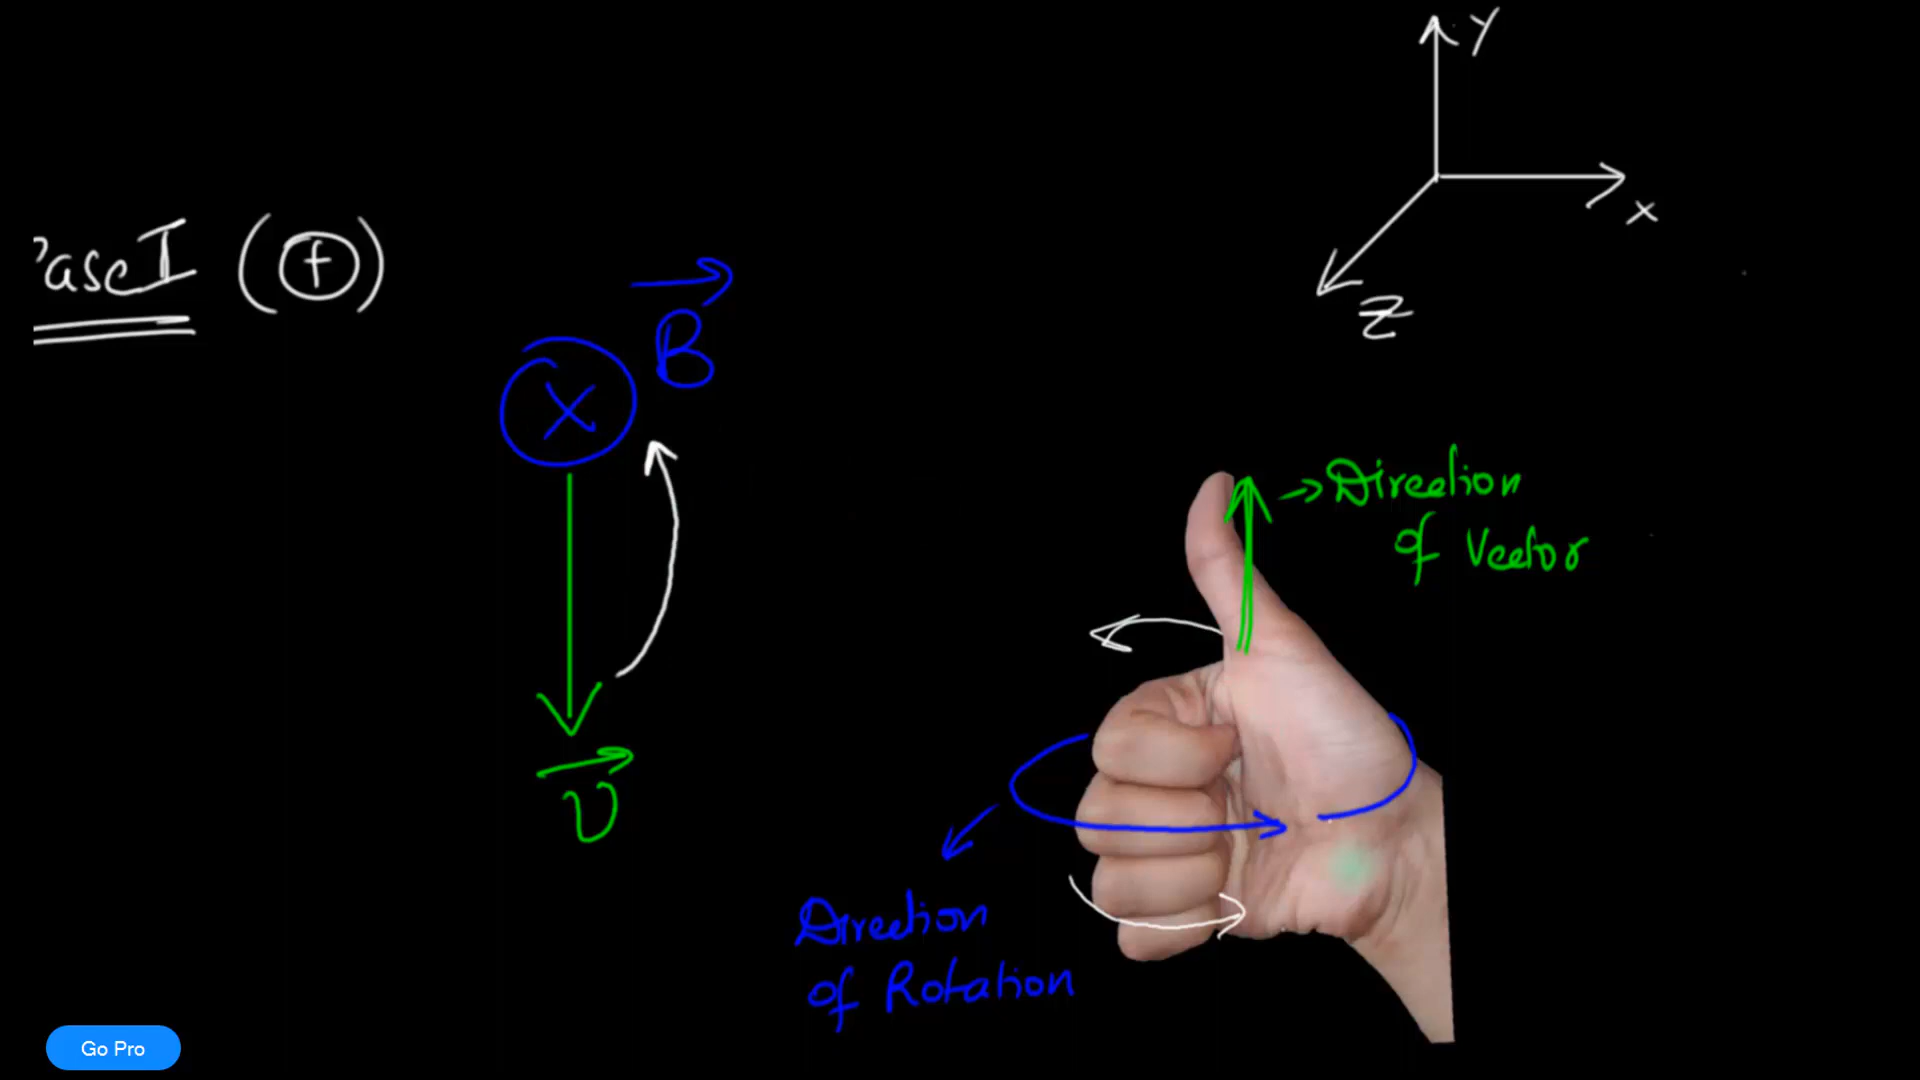 ase I (+)
B
X
υ
Y
X
Z
→ Direction
of Vector
Direction
of Rotation
Go Pro